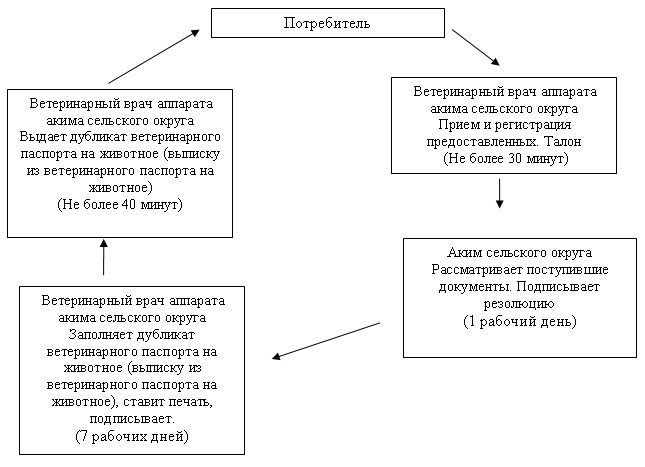 Потребитель
Ветеринарный врач аппарата
акима сельского округа
Прием и регистрация
предоставленных. Талон
(Не более 30 минут)
Аким сельского округа
Рассматривает поступившие
документы. Подписывает
резолюцию
(1 рабочий день)
Ветеринарный врач аппарата
акима сельского округа
Заполняет дубликат
ветеринарного паспорта на
животное (выписку из
ветеринарного паспорта на
животное), ставит печать,
подписывает.
(7 рабочих дней)
Ветеринарный врач аппарата
акима сельского округа
Выдает дубликат ветеринарного
паспорта на животное (выписку
из ветеринарного паспорта на
животное)
(Не более 40 минут)